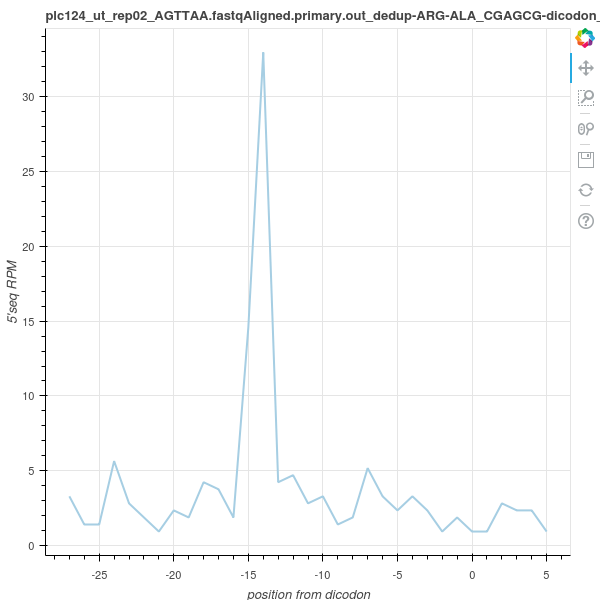 plc124_ut_rep02_AGTTAA.fastqAligned.primary.out_dedup-ARG-ALA_CGAGCG-dicodon_
30
25
20
15
10
5
0
5'seq RPM
-25 -20 -15 -10 -5 0 5
position from dicodon